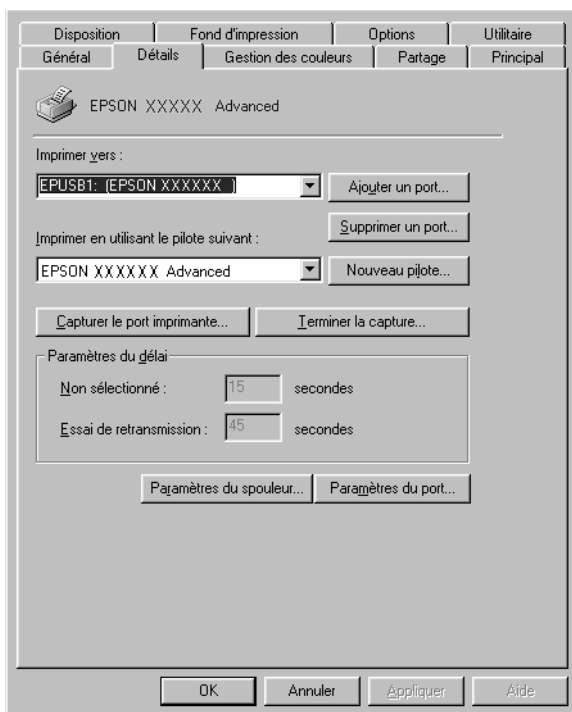 Disposition Fond d'impression Options Utilitaire
Général Détails Gestion des couleurs Partage Principal
EPSON XXXXX Advanced
Imprimer vers :
EPUSB1: (EPSON XXXXXX ) Ajouter un port...
Supprimer un port...
Imprimer en utilisant le pilote suivant :
EPSON XXXXXX Advanced Nouveau pilote...
Capturer le port imprimante... Terminer la capture...
Paramètres du délai
Non sélectionné : 15 secondes
Essai de retransmission : 45 secondes
Paramètres du spouleur... Paramètres du port...
OK Annuler Appliquer Aide